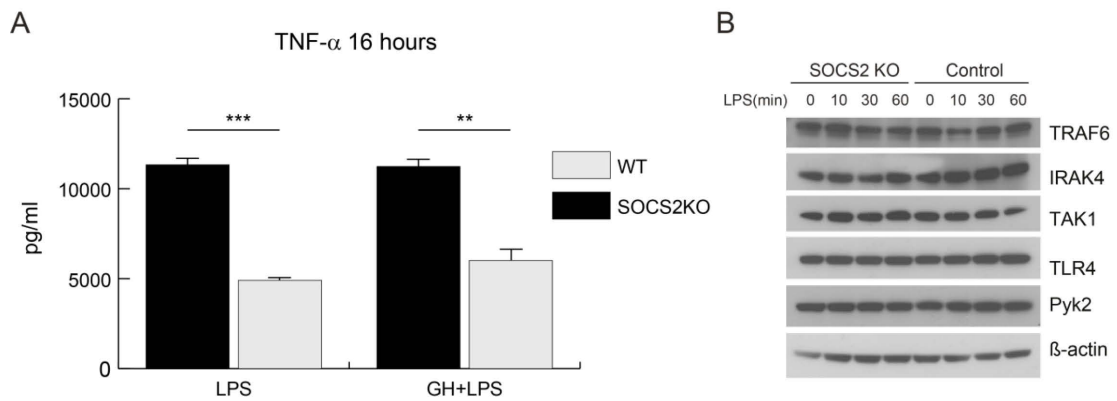 A
TNF-α 16 hours
15000
10000
5000
0
pg/ml
***
**
WT
SOCS2KO
LPS
GH+LPS
B
SOCS2 KO Control
LPS(min) 0 10 30 60 0 10 30 60
TRAF6
IRAK4
TAK1
TLR4
Pyk2
ß-actin